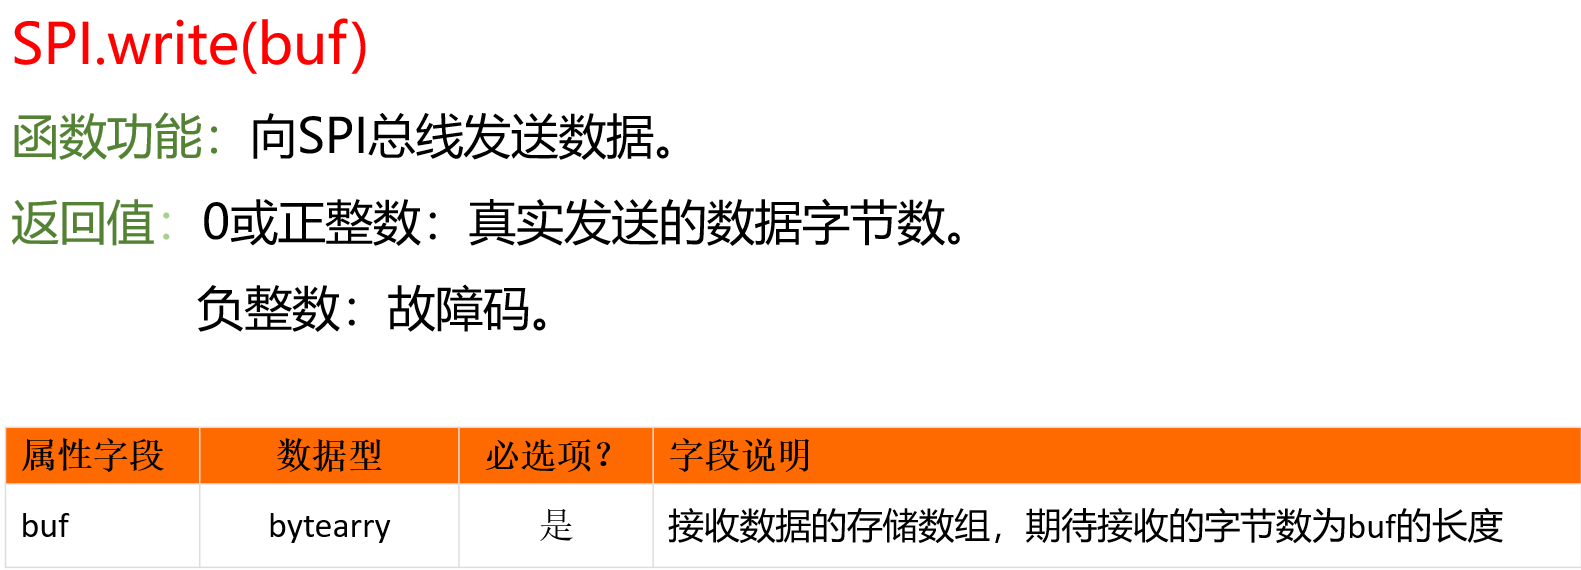 SPI.write(buf)
函数功能：向SPI总线发送数据。
返回值：0或正整数：真实发送的数据字节数。
负整数：故障码。
属性字段 数据型 必选项？ 字段说明
buf bytearry 是 接收数据的存储数组，期待接收的字节数为buf的长度